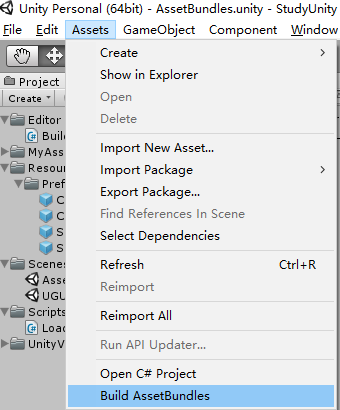 Unity Personal (64bit) - AssetBundles.unity - StudyUnity
File Edit Assets GameObject Component Window
Project
Create
Editor
Buil
MyAss
Resour
Pref
C
C
S
S
Scenes
Asse
UGU
Scripts
Load
UnityV
Create
Show in Explorer
Open
Delete
Import New Asset...
Import Package
Export Package...
Find References In Scene
Select Dependencies
Refresh Ctrl+R
Reimport
Reimport All
Run API Updater...
Open C# Project
Build AssetBundles